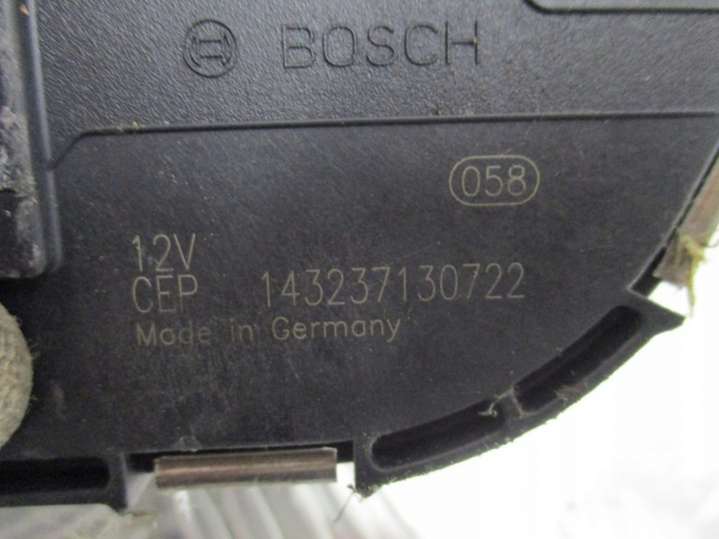 BOSCH
058
12V
CEP 143237130722
Made in Germany